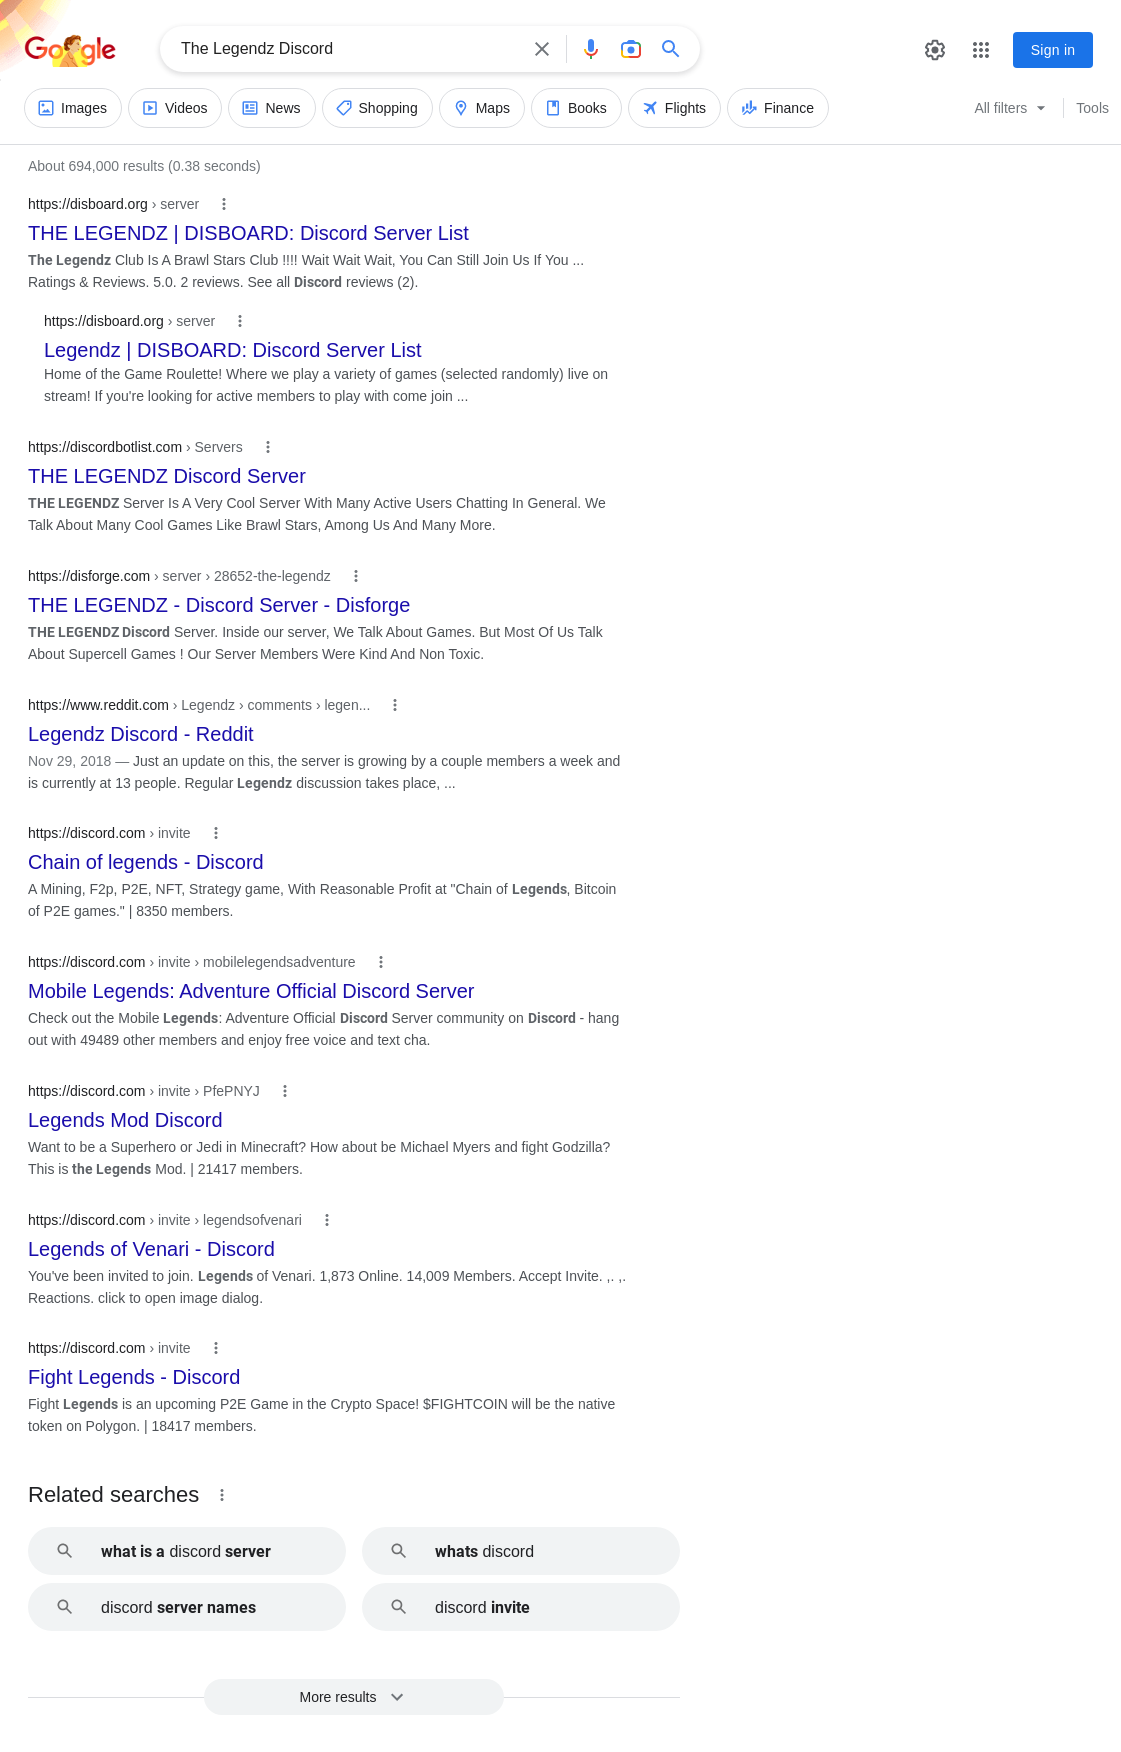 Google
The Legendz Discord
Sign in
Images Videos News Shopping Maps Books Flights Finance All filters Tools
About 694,000 results (0.38 seconds)
https://disboard.org › server
THE LEGENDZ | DISBOARD: Discord Server List
The Legendz Club Is A Brawl Stars Club !!!! Wait Wait Wait, You Can Still Join Us If You ...
Ratings & Reviews. 5.0. 2 reviews. See all Discord reviews (2).
https://disboard.org › server
Legendz | DISBOARD: Discord Server List
Home of the Game Roulette! Where we play a variety of games (selected randomly) live on
stream! If you're looking for active members to play with come join ...
https://discordbotlist.com › Servers
THE LEGENDZ Discord Server
THE LEGENDZ Server Is A Very Cool Server With Many Active Users Chatting In General. We
Talk About Many Cool Games Like Brawl Stars, Among Us And Many More.
https://disforge.com › server › 28652-the-legendz
THE LEGENDZ - Discord Server - Disforge
THE LEGENDZ Discord Server. Inside our server, We Talk About Games. But Most Of Us Talk
About Supercell Games ! Our Server Members Were Kind And Non Toxic.
https://www.reddit.com › Legendz › comments › legen...
Legendz Discord - Reddit
Nov 29, 2018 — Just an update on this, the server is growing by a couple members a week and
is currently at 13 people. Regular Legendz discussion takes place, ...
https://discord.com › invite
Chain of legends - Discord
A Mining, F2p, P2E, NFT, Strategy game, With Reasonable Profit at "Chain of Legends, Bitcoin
of P2E games." | 8350 members.
https://discord.com › invite › mobilelegendsadventure
Mobile Legends: Adventure Official Discord Server
Check out the Mobile Legends: Adventure Official Discord Server community on Discord - hang
out with 49489 other members and enjoy free voice and text cha.
https://discord.com › invite › PfePNYJ
Legends Mod Discord
Want to be a Superhero or Jedi in Minecraft? How about be Michael Myers and fight Godzilla?
This is the Legends Mod. | 21417 members.
https://discord.com › invite › legendsofvenari
Legends of Venari - Discord
You've been invited to join. Legends of Venari. 1,873 Online. 14,009 Members. Accept Invite. ,. ,.
Reactions. click to open image dialog.
https://discord.com › invite
Fight Legends - Discord
Fight Legends is an upcoming P2E Game in the Crypto Space! $FIGHTCOIN will be the native
token on Polygon. | 18417 members.
Related searches
what is a discord server
whats discord
discord server names
discord invite
More results